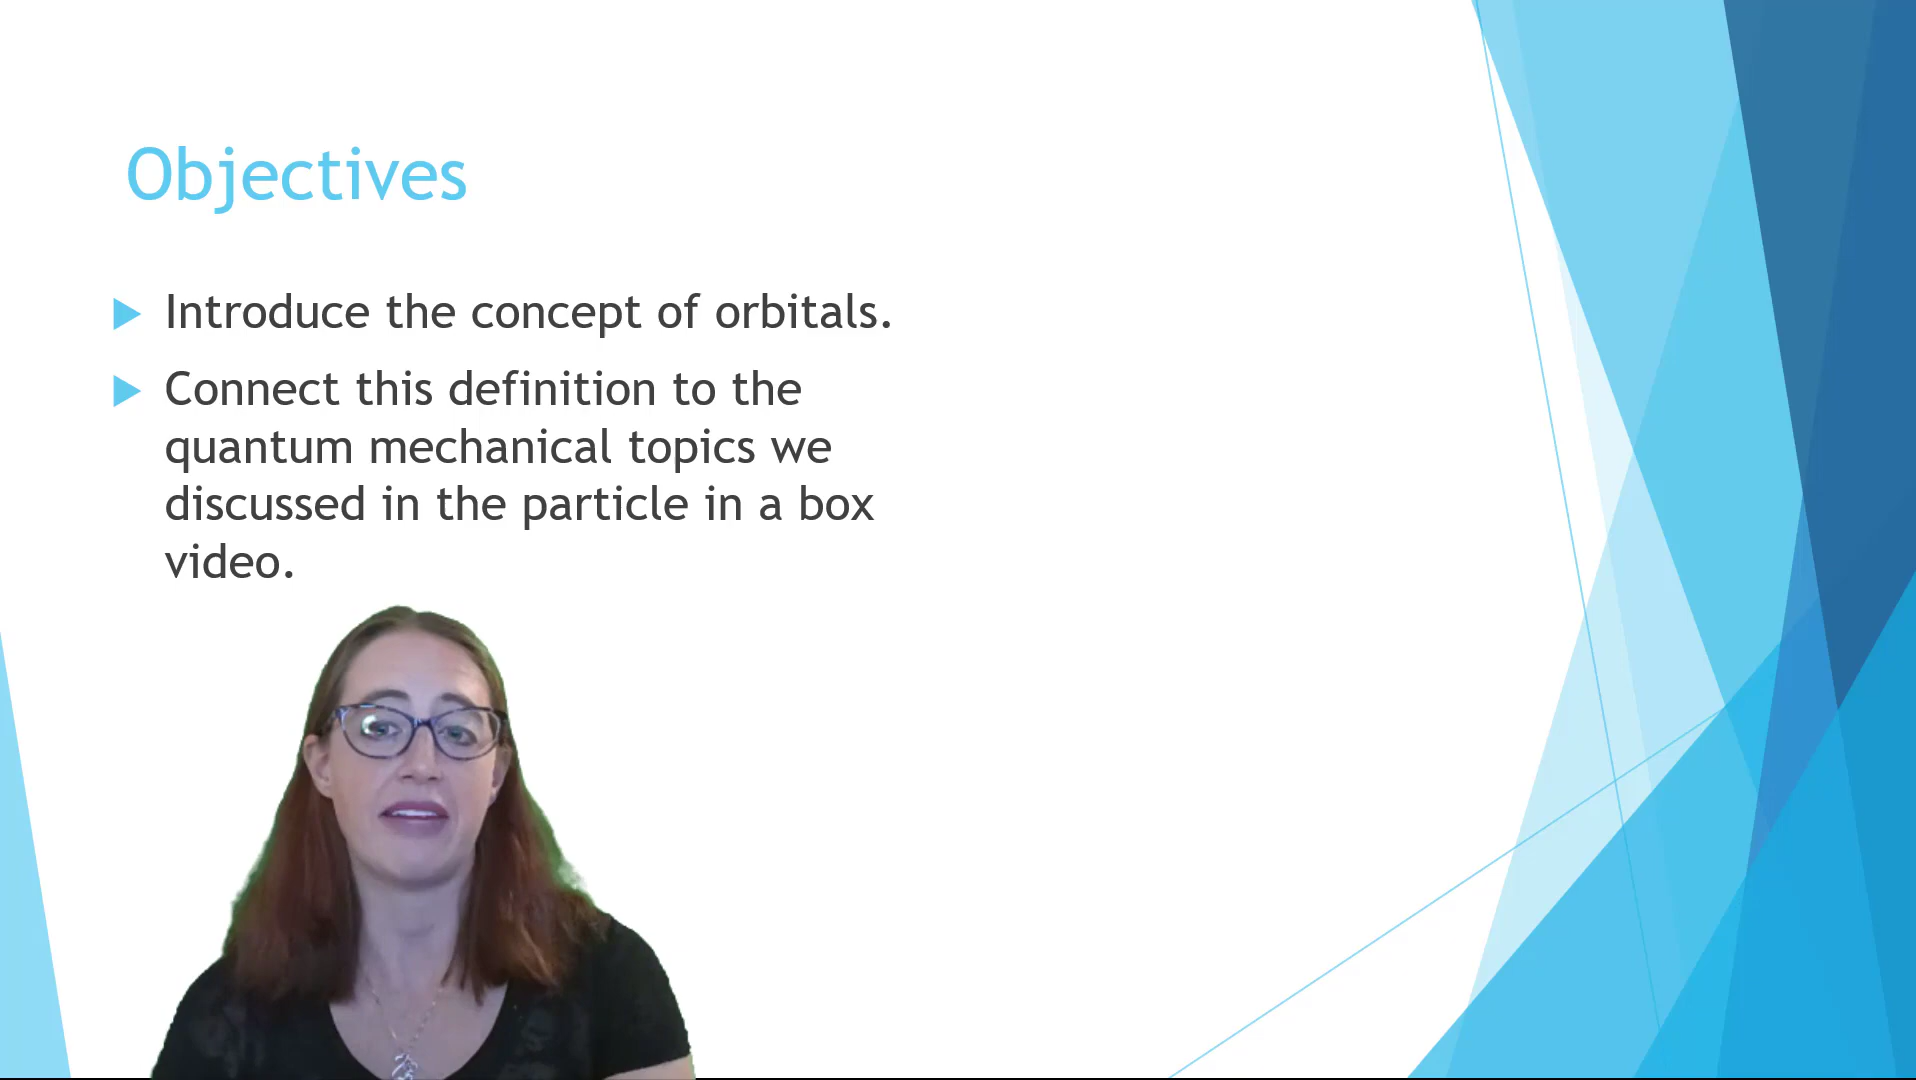 Objectives
Introduce the concept of orbitals.
Connect this definition to the
quantum mechanical topics we
discussed in the particle in a box
video.